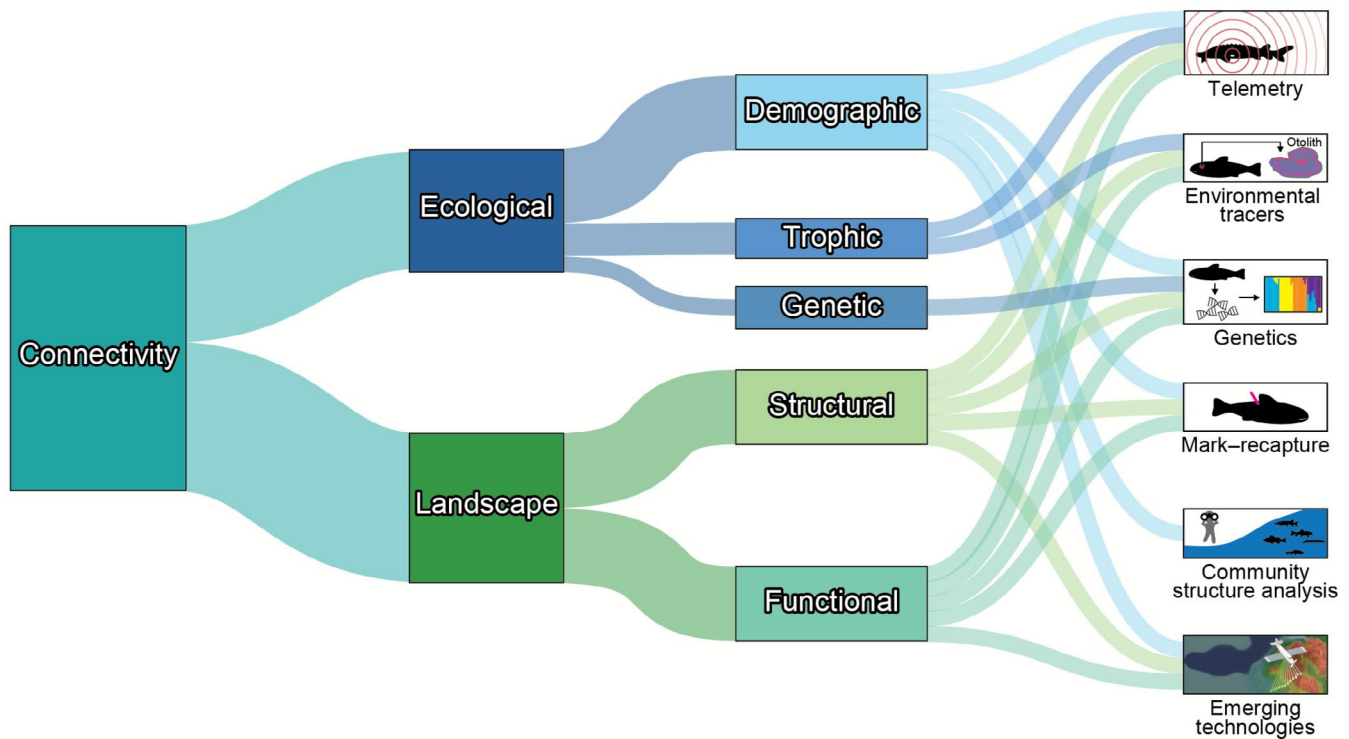 Connectivity
Ecological
Landscape
Demographic
Trophic
Genetic
Structural
Functional
Telemetry
Otolith
Environmental
tracers
Genetics
Mark–recapture
Community
structure analysis
Emerging
technologies